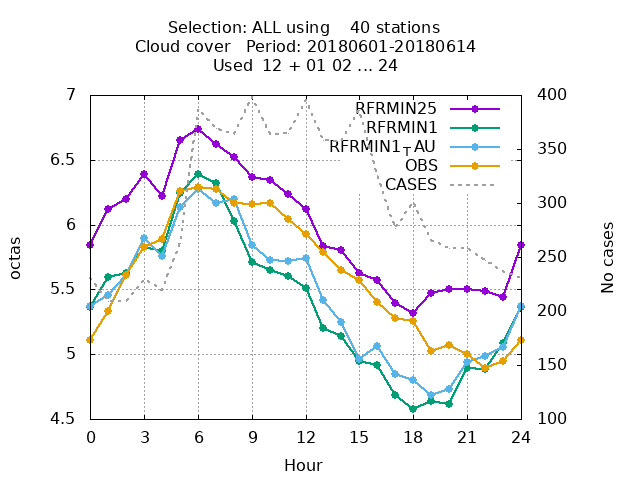 Selection: ALL using    40 stations
Cloud cover   Period: 20180601-20180614
Used  12 + 01 02 ... 24
7
6.5
6
5.5
5
4.5
octas
400
350
300
250
200
150
100
No cases
RFRMIN25
RFRMIN1
RFRMIN1┬AU
OBS
CASES
0 3 6 9 12 15 18 21 24
Hour